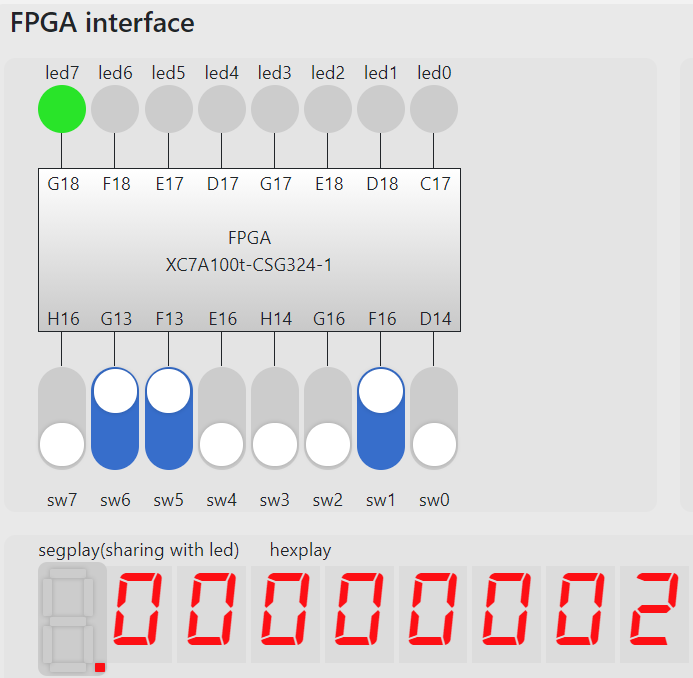 FPGA interface
led7 led6 led5 led4 led3 led2 led1 led0
G18 F18 E17 D17 G17 E18 D18 C17
FPGA
XC7A100t-CSG324-1
H16 G13 F13 E16 H14 G16 F16 D14
sw7 sw6 sw5 sw4 sw3 sw2 sw1 sw0
segplay(sharing with led) hexplay
00000002